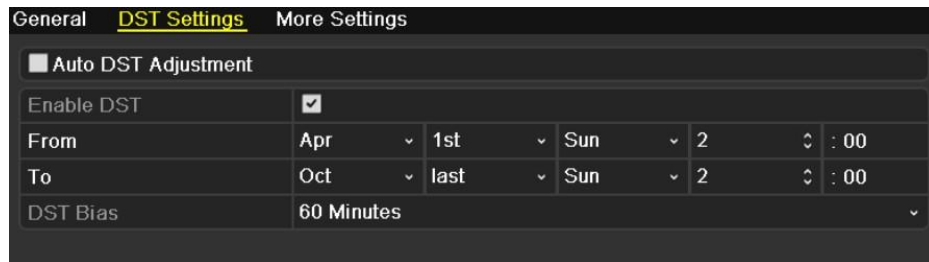 General DST Settings More Settings
Auto DST Adjustment
Enable DST
From Apr 1st Sun 2 : 00
To Oct last Sun 2 : 00
DST Bias 60 Minutes